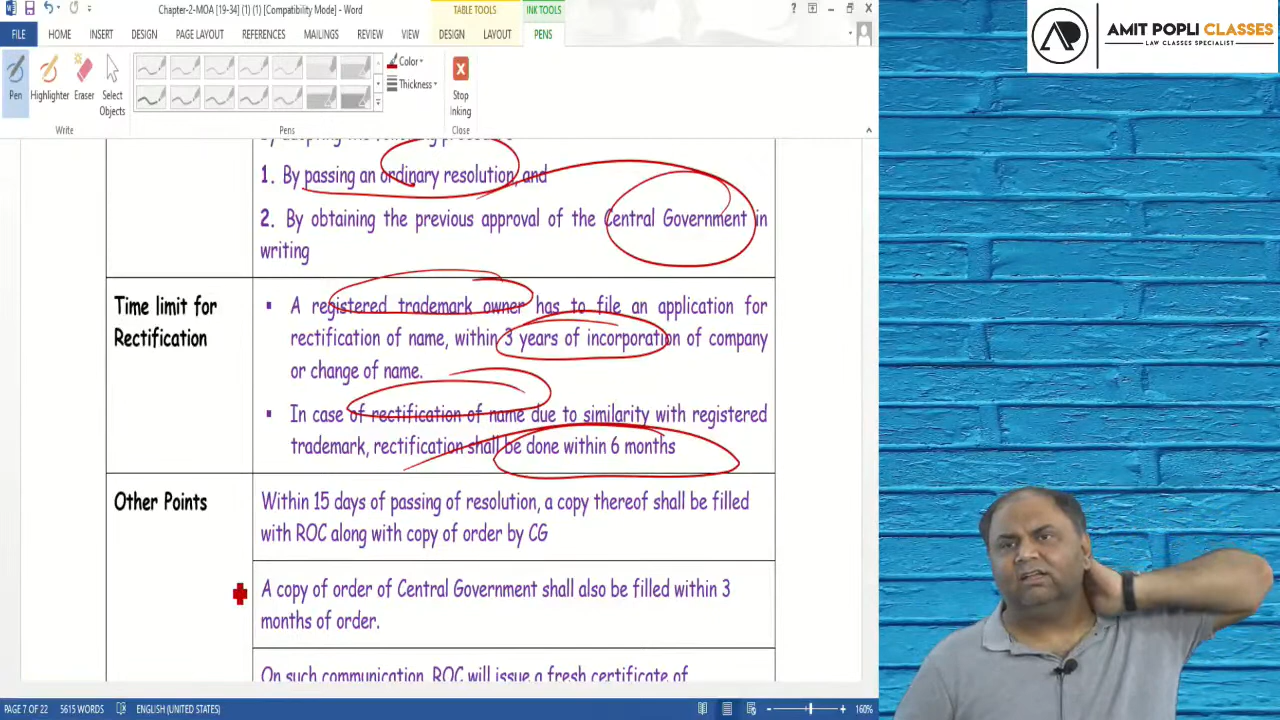 Chapter-2-MOA [19-34] (1) (1) [Compatibility Mode] - Word
TABLE TOOLS
INK TOOLS
FILE
HOME
INSERT
DESIGN
PAGE LAYOUT
REFERENCES
MAILINGS
REVIEW
VIEW
DESIGN
LAYOUT
PENS
Pen
Highlighter
Eraser
Select
Objects
Color
Thickness
Stop
Inking
Write
Pens
Close
AMIT POPLI CLASSES
LAW CLASSES SPECIALIST
1. By passing an ordinary resolution, and
2. By obtaining the previous approval of the Central Government in
writing
Time limit for
Rectification
▪ A registered trademark owner has to file an application for
rectification of name, within 3 years of incorporation of company
or change of name.
▪ In case of rectification of name due to similarity with registered
trademark, rectification shall be done within 6 months
Other Points
Within 15 days of passing of resolution, a copy thereof shall be filled
with ROC along with copy of order by CG
A copy of order of Central Government shall also be filled within 3
months of order.
On such communication, ROC will issue a fresh certificate of
PAGE 7 OF 22
5615 WORDS
ENGLISH (UNITED STATES)
160%